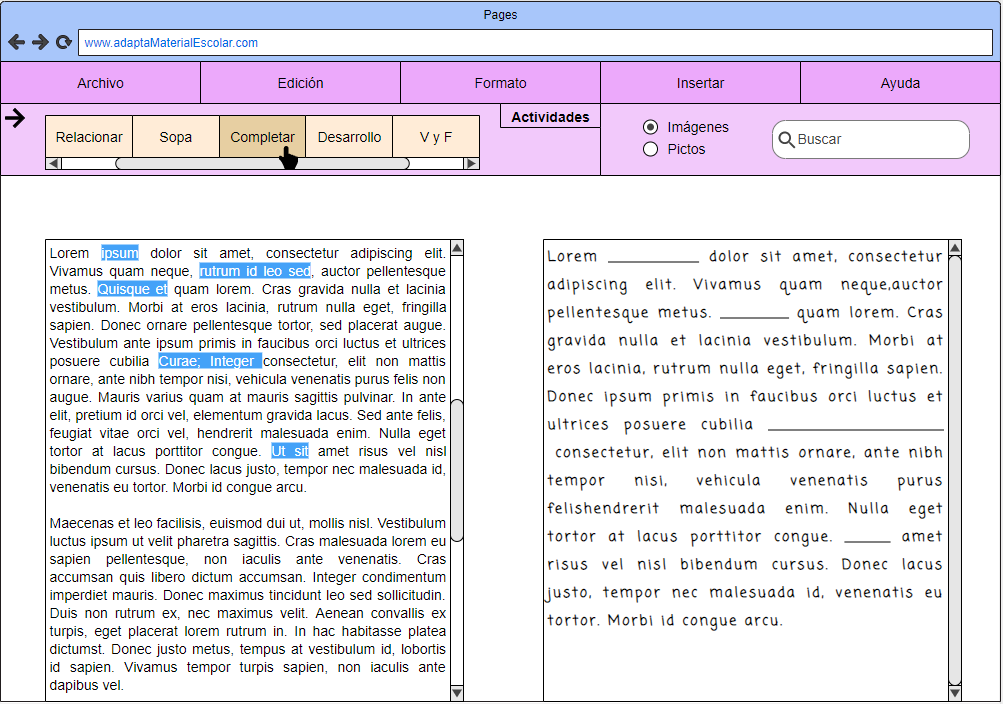 Pages
www.adaptaMaterialEscolar.com
Archivo
Edición
Formato
Insertar
Ayuda
Relacionar
Sopa
Completar
Desarrollo
V y F
Actividades
Imágenes
Pictos
Buscar
Lorem ipsum dolor sit amet, consectetur adipiscing elit.
Vivamus quam neque, rutrum id leo sed, auctor pellentesque
metus. Quisque et quam lorem. Cras gravida nulla et lacinia
vestibulum. Morbi at eros lacinia, rutrum nulla eget, fringilla
sapien. Donec ornare pellentesque tortor, sed placerat augue.
Vestibulum ante ipsum primis in faucibus orci luctus et ultrices
posuere cubilia Curae; Integer consectetur, elit non mattis
ornare, ante nibh tempor nisi, vehicula venenatis purus felis non
augue. Mauris varius quam at mauris sagittis pulvinar. In ante
elit, pretium id orci vel, elementum gravida lacus. Sed ante felis,
feugiat vitae orci vel, hendrerit malesuada enim. Nulla eget
tortor at lacus porttitor congue. Ut sit amet risus vel nisl
bibendum cursus. Donec lacus justo, tempor nec malesuada id,
venenatis eu tortor. Morbi id congue arcu.
Maecenas et leo facilisis, euismod dui ut, mollis nisl. Vestibulum
luctus ipsum ut velit pharetra sagittis. Cras malesuada lorem eu
sapien pellentesque, non iaculis ante venenatis. Cras
accumsan quis libero dictum accumsan. Integer condimentum
imperdiet mauris. Donec maximus tincidunt leo sed sollicitudin.
Duis non rutrum ex, nec maximus velit. Aenean convallis ex
turpis, eget placerat lorem rutrum in. In hac habitasse platea
dictumst. Donec justo metus, tempus at vestibulum id, lobortis
id sapien. Vivamus tempor turpis sapien, non iaculis ante
dapibus vel.
Lorem __________ dolor sit amet, consectetur
adipiscing elit. Vivamus quam neque,auctor
pellentesque metus. ________ quam lorem. Cras
gravida nulla et lacinia vestibulum. Morbi at
eros lacinia, rutrum nulla eget, fringilla sapien.
Donec ipsum primis in faucibus orci luctus et
ultrices posuere cubilia ____________________
consectetur, elit non mattis ornare, ante nibh
tempor nisi, vehicula venenatis purus
felishendrerit malesuada enim. Nulla eget
tortor at lacus porttitor congue. _____ amet
risus vel nisl bibendum cursus. Donec lacus
justo, tempor nec malesuada id, venenatis eu
tortor. Morbi id congue arcu.